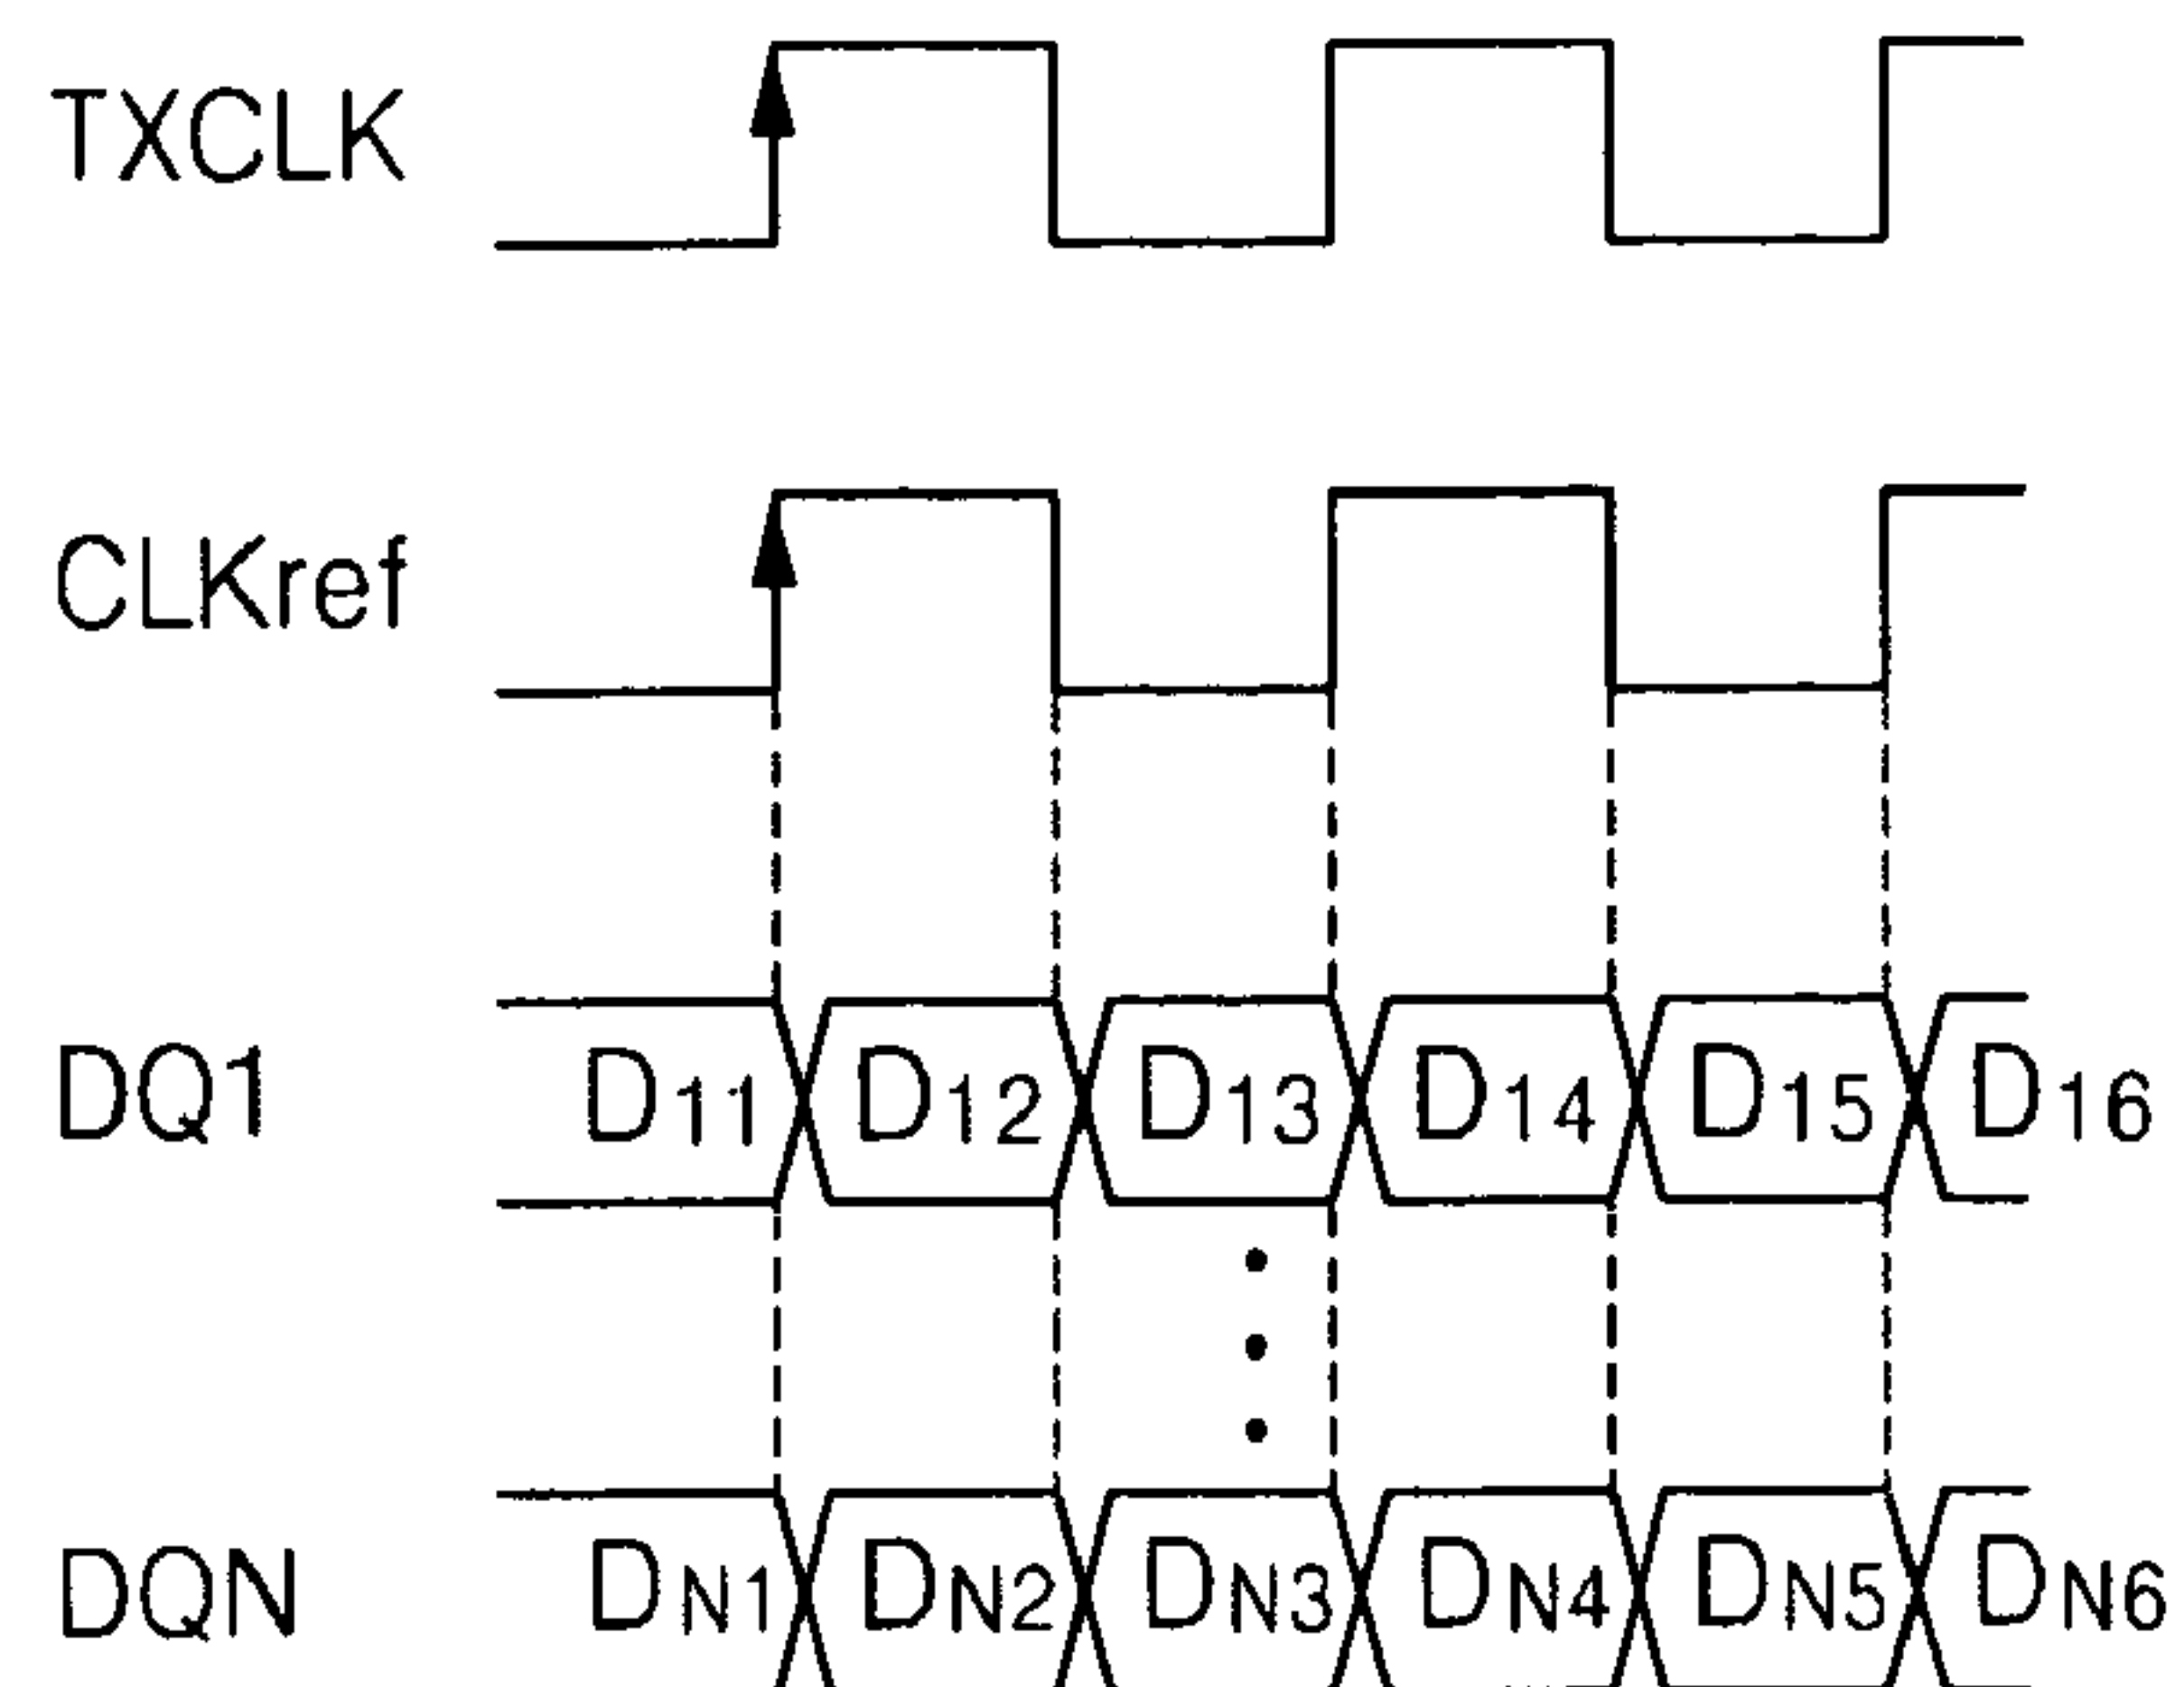 TXCLK
CLKref
DQ1 D11 D12 D13 D14 D15 D16
DQN DN1 DN2 DN3 DN4 DN5 DN6